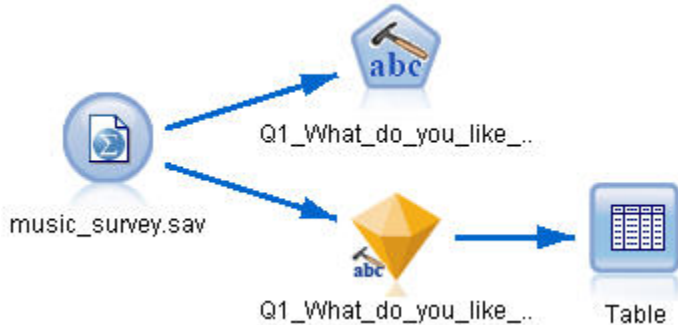 abc
Q1_What_do_you_like_..
music_survey.sav
abc
Q1_What_do_you_like_..
Table